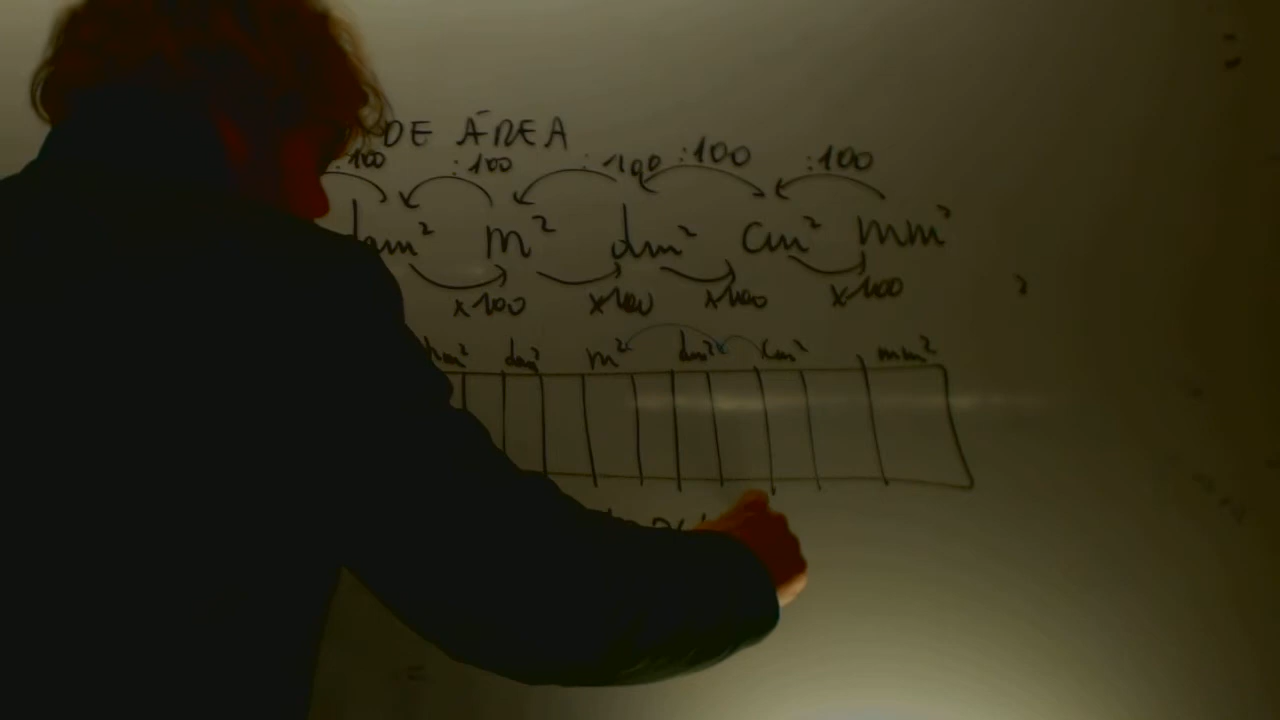 DE ÁREA
:100 :100 :100 :100 :100
dam² m² dm² cm² mm²
x100 x100 x100 x100
m² dm² cm² mm²